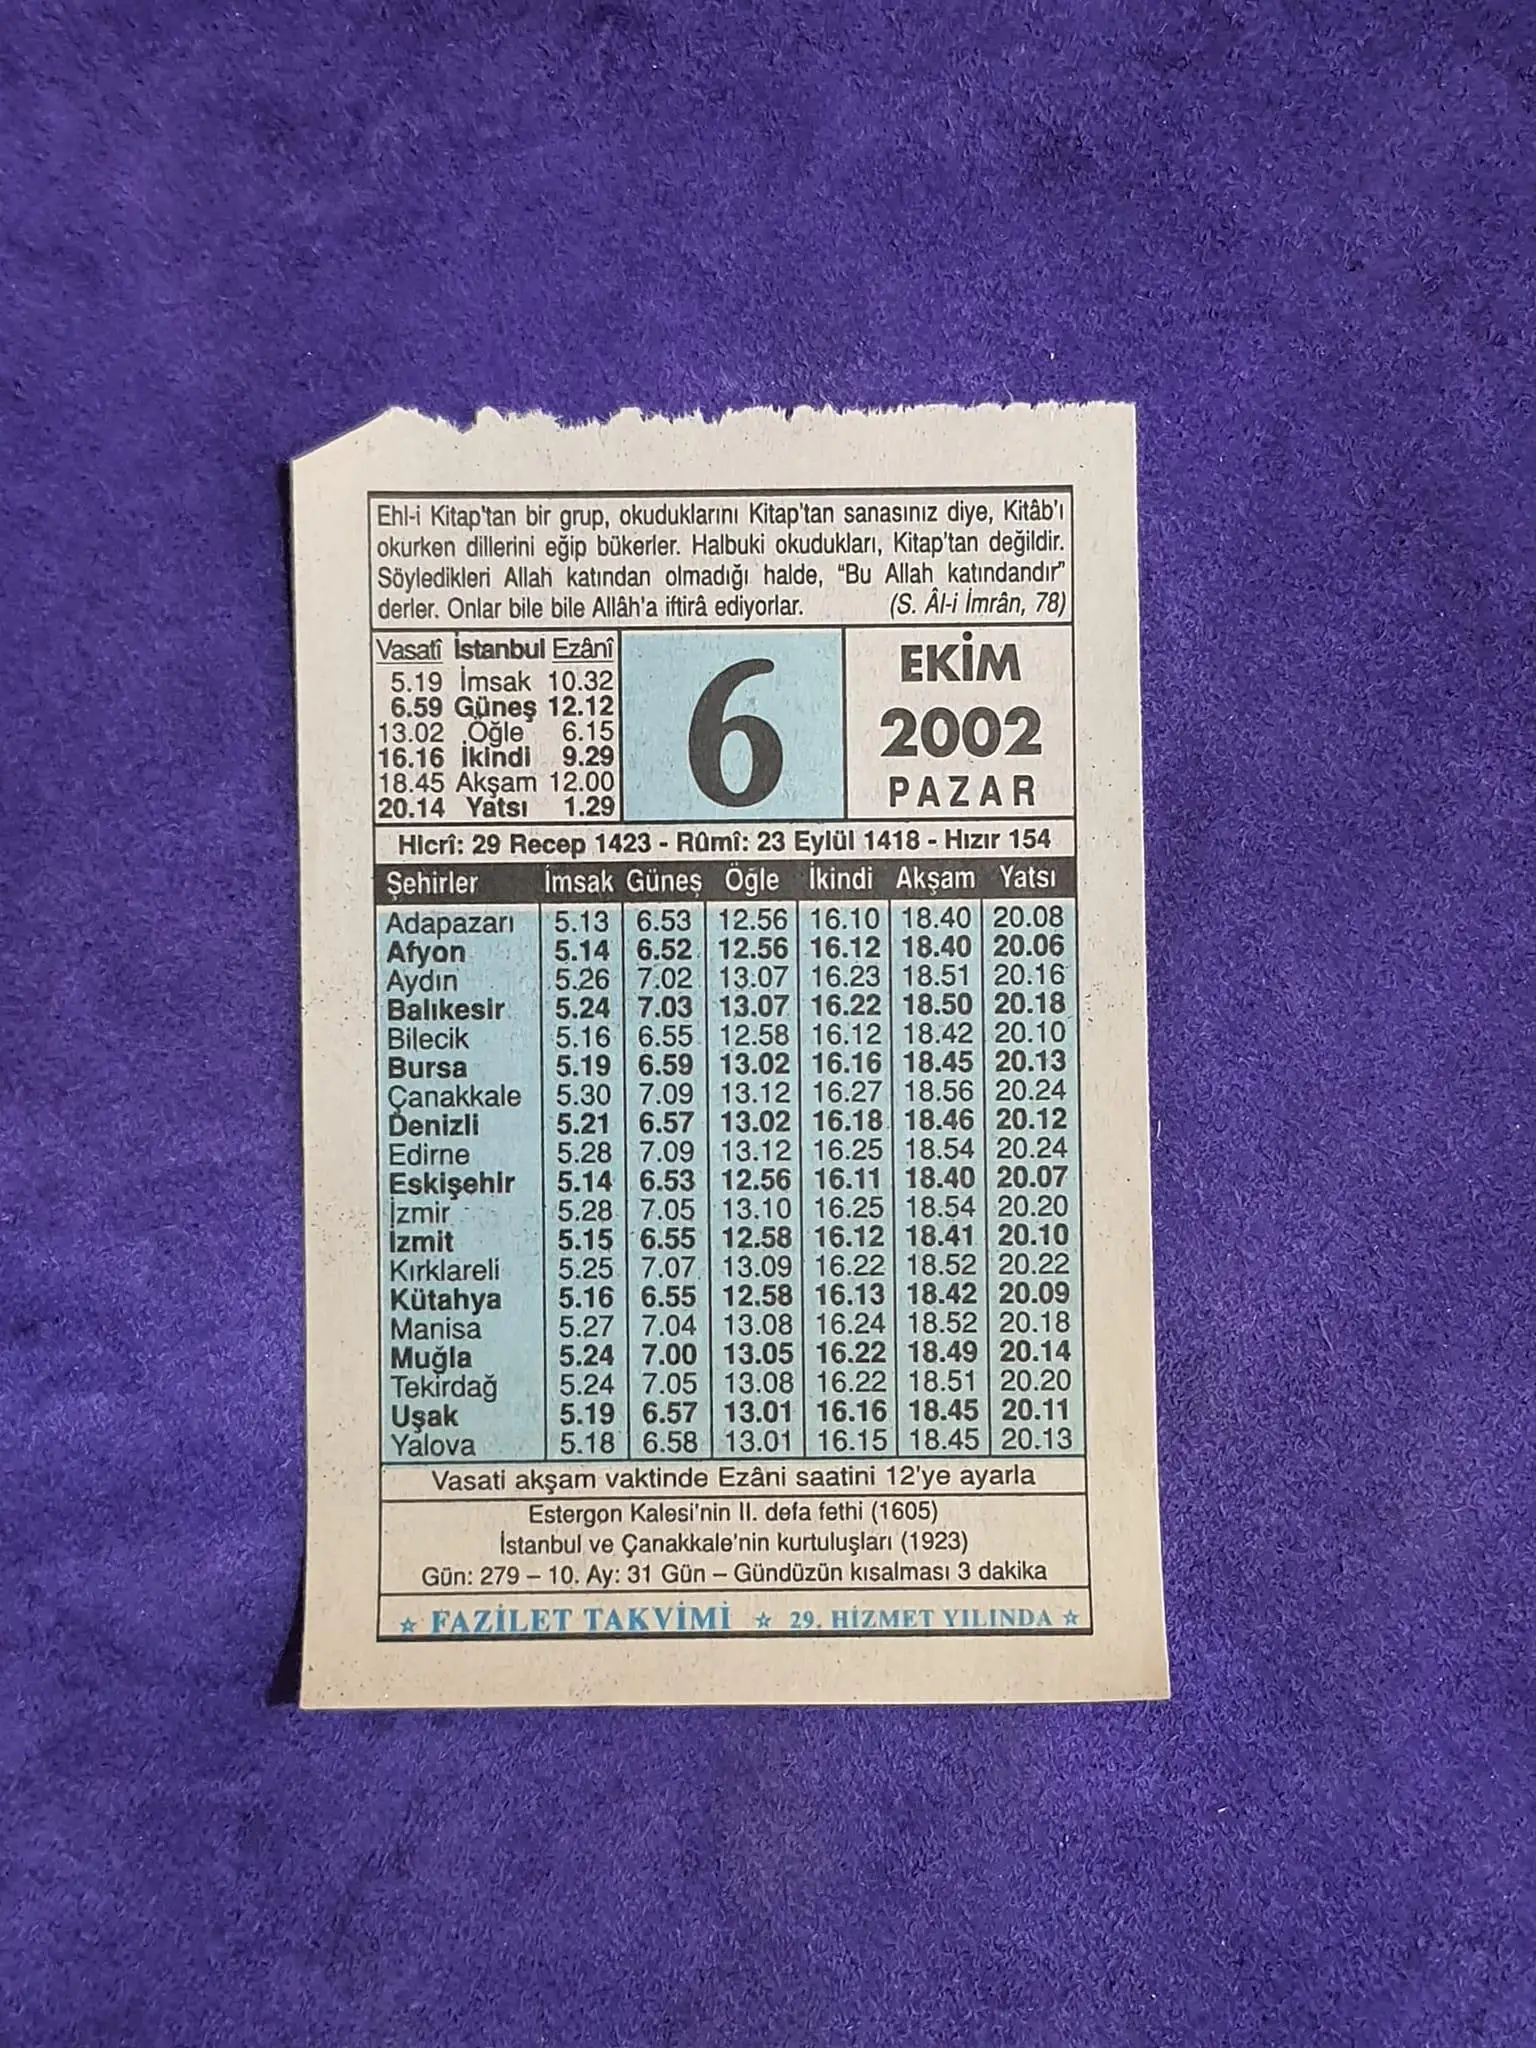 Ehl-i Kitap'tan bir grup, okuduklarını Kitap'tan sanasınız diye, Kitâb'ı
okurken dillerini eğip bükerler. Halbuki okudukları, Kitap'tan değildir.
Söyledikleri Allah katından olmadığı halde, “Bu Allah katındandır”
derler. Onlar bile bile Allâh'a iftirâ ediyorlar. (S. Âl-i İmrân, 78)
Vasatî İstanbul Ezânî
5.19 İmsak 10.32
6.59 Güneş 12.12
13.02 Öğle 6.15
16.16 İkindi 9.29
18.45 Akşam 12.00
20.14 Yatsı 1.29
6
EKİM
2002
PAZAR
Hicrî: 29 Recep 1423 - Rûmî: 23 Eylül 1418 - Hızır 154
Şehirler İmsak Güneş Öğle İkindi Akşam Yatsı
Adapazarı 5.13 6.53 12.56 16.10 18.40 20.08
Afyon 5.14 6.52 12.56 16.12 18.40 20.06
Aydın 5.26 7.02 13.07 16.23 18.51 20.16
Balıkesir 5.24 7.03 13.07 16.22 18.50 20.18
Bilecik 5.16 6.55 12.58 16.12 18.42 20.10
Bursa 5.19 6.59 13.02 16.16 18.45 20.13
Çanakkale 5.30 7.09 13.12 16.27 18.56 20.24
Denizli 5.21 6.57 13.02 16.18 18.46 20.12
Edirne 5.28 7.09 13.12 16.25 18.54 20.24
Eskişehir 5.14 6.53 12.56 16.11 18.40 20.07
İzmir 5.28 7.05 13.10 16.25 18.54 20.20
İzmit 5.15 6.55 12.58 16.12 18.41 20.10
Kırklareli 5.25 7.07 13.09 16.22 18.52 20.22
Kütahya 5.16 6.55 12.58 16.13 18.42 20.09
Manisa 5.27 7.04 13.08 16.24 18.52 20.18
Muğla 5.24 7.00 13.05 16.22 18.49 20.14
Tekirdağ 5.24 7.05 13.08 16.22 18.51 20.20
Uşak 5.19 6.57 13.01 16.16 18.45 20.11
Yalova 5.18 6.58 13.01 16.15 18.45 20.13
Vasati akşam vaktinde Ezâni saatini 12'ye ayarla
Estergon Kalesi'nin II. defa fethi (1605)
İstanbul ve Çanakkale'nin kurtuluşları (1923)
Gün: 279 – 10. Ay: 31 Gün – Gündüzün kısalması 3 dakika
☆ FAZİLET TAKVİMİ ☆ 29. HİZMET YILINDA ☆